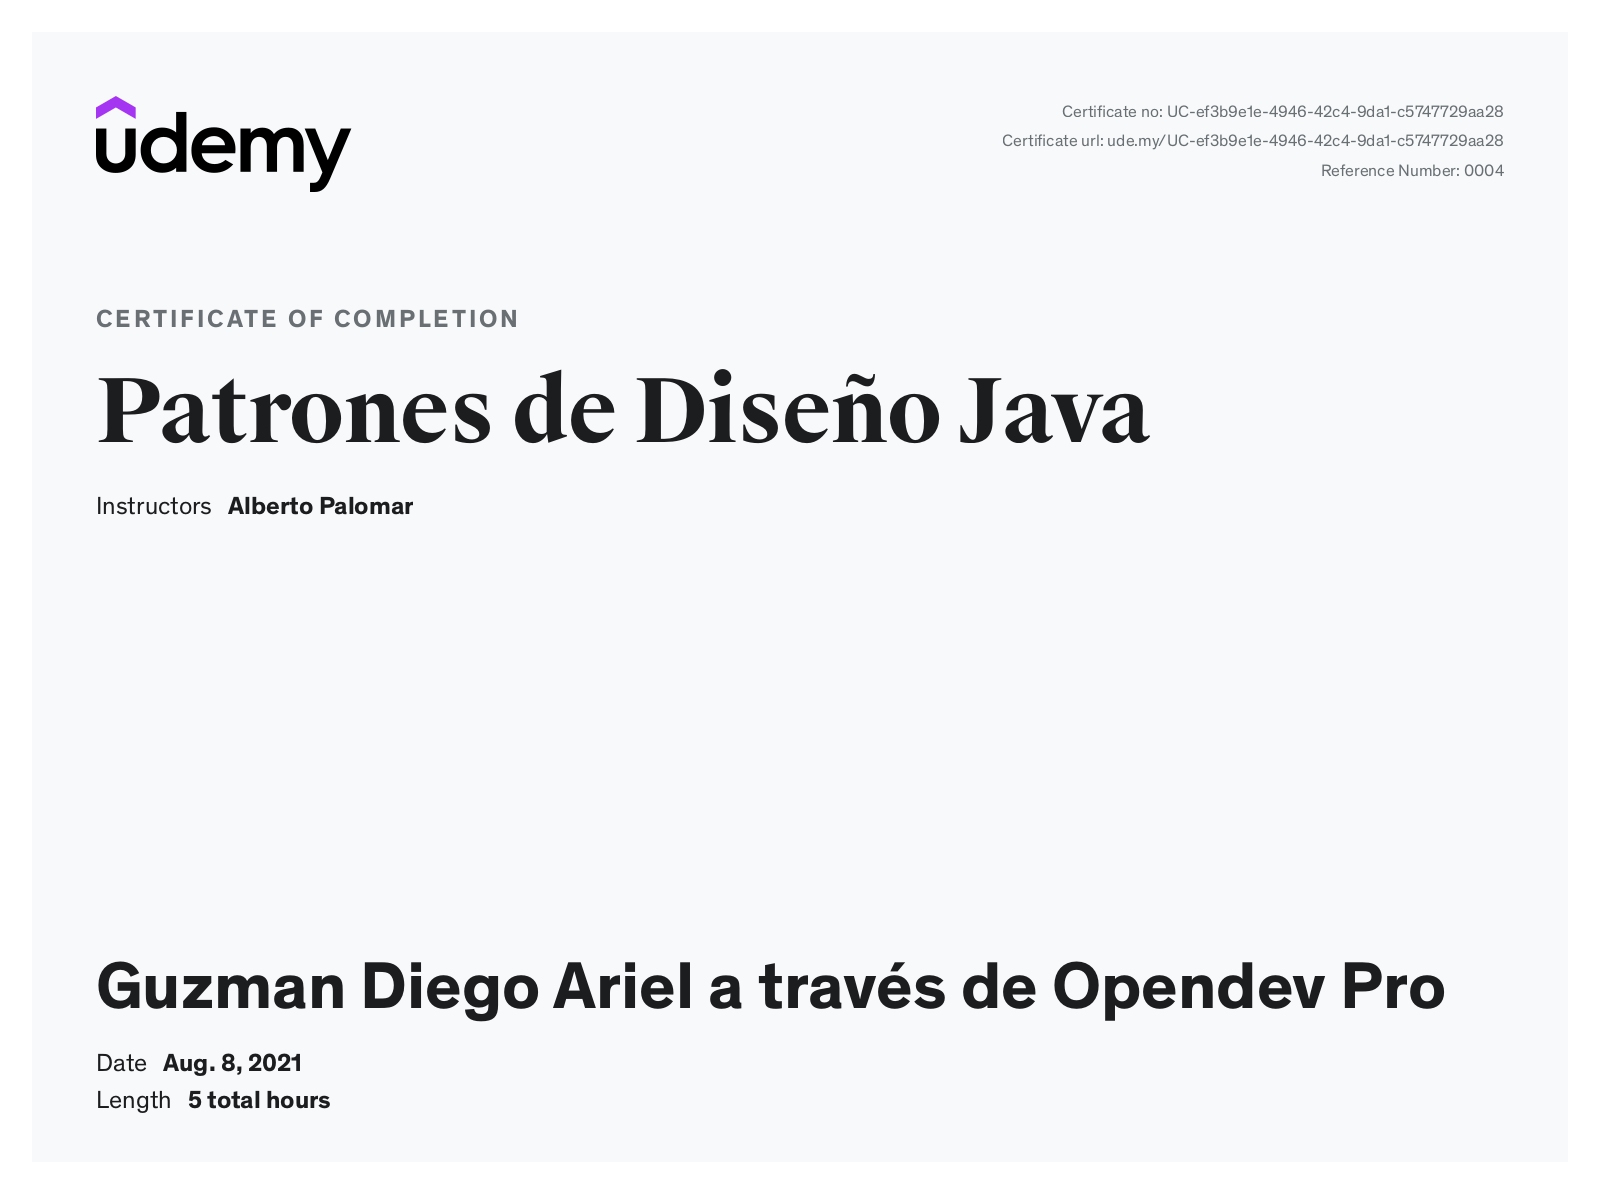 udemy
Certificate no: UC-ef3b9e1e-4946-42c4-9da1-c5747729aa28
Certificate url: ude.my/UC-ef3b9e1e-4946-42c4-9da1-c5747729aa28
Reference Number: 0004
CERTIFICATE OF COMPLETION
Patrones de Diseño Java
Instructors Alberto Palomar
Guzman Diego Ariel a través de Opendev Pro
Date Aug. 8, 2021
Length 5 total hours